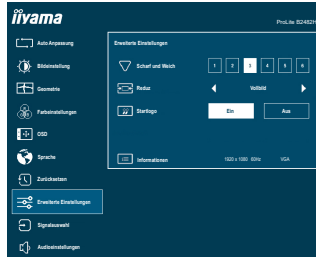 iiyama
ProLite B2482H
Auto Anpassung
Bildeinstellung
Geometrie
Farbeinstellungen
OSD
Sprache
Zurücksetzen
Erweiterte Einstellungen
Signalauswahl
Audioeinstellungen
Erweiterte Einstellungen
Scharf und Weich 1 2 3 4 5 6
Reduz Vollbild
Startlogo Ein Aus
Informationen 1920 x 1080 60Hz VGA